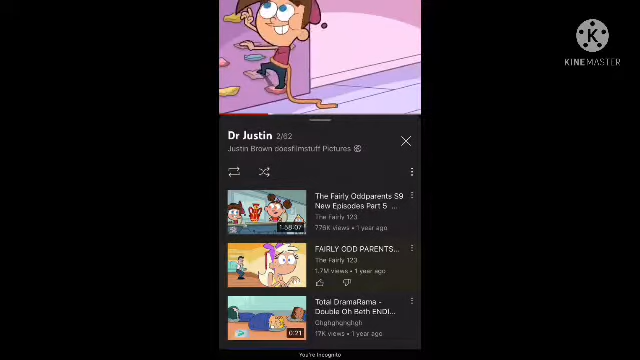 KINEMASTER
Dr Justin 2/62
Justin Brown doesfilmstuff Pictures
The Fairly Oddparents S9
New Episodes Part 5 ...
The Fairly 123
776K views • 1 year ago
1:58:07
FAIRLY ODD PARENTS...
The Fairly 123
1.7M views • 1 year ago
Total DramaRama -
Double Oh Beth ENDI...
Ghghghghgh
17K views • 1 year ago
0:21
You're Incognito